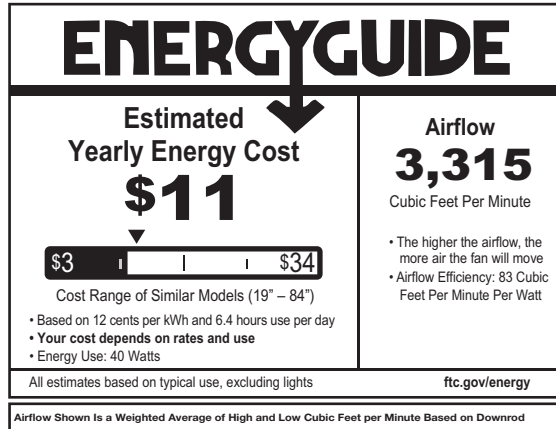 ENERGYGUIDE
Estimated
Yearly Energy Cost
$11
$3 $34
Cost Range of Similar Models (19” – 84”)
• Based on 12 cents per kWh and 6.4 hours use per day
• Your cost depends on rates and use
• Energy Use: 40 Watts
Airflow
3,315
Cubic Feet Per Minute
• The higher the airflow, the
more air the fan will move
• Airflow Efficiency: 83 Cubic
Feet Per Minute Per Watt
All estimates based on typical use, excluding lights
ftc.gov/energy
Airflow Shown Is a Weighted Average of High and Low Cubic Feet per Minute Based on Downrod